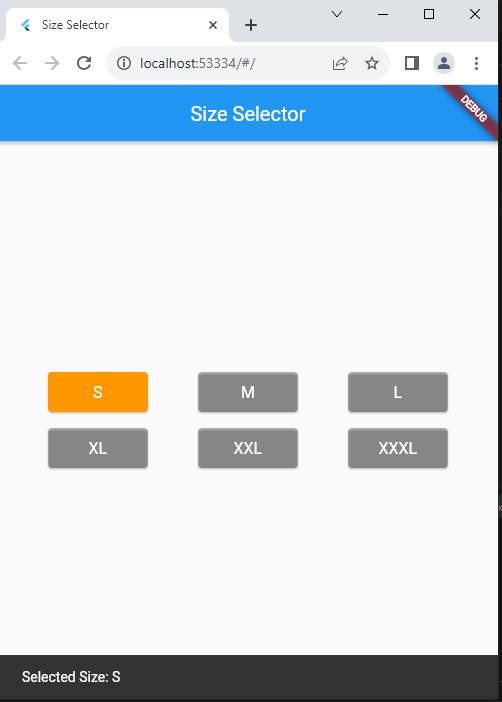 Size Selector
localhost:53334/#/
Size Selector
DEBUG
S M L
XL XXL XXXL
Selected Size: S